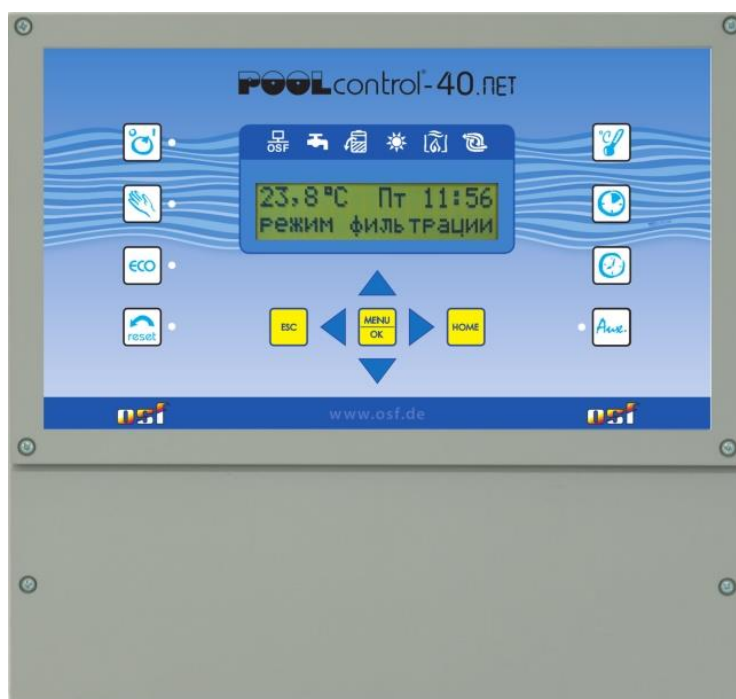 POOLcontrol®-40.net
OSF
23,8°C Пт 11:56
режим фильтрации
°C
ECO
reset
ESC
MENU
OK
HOME
Aux.
osf
www.osf.de
osf